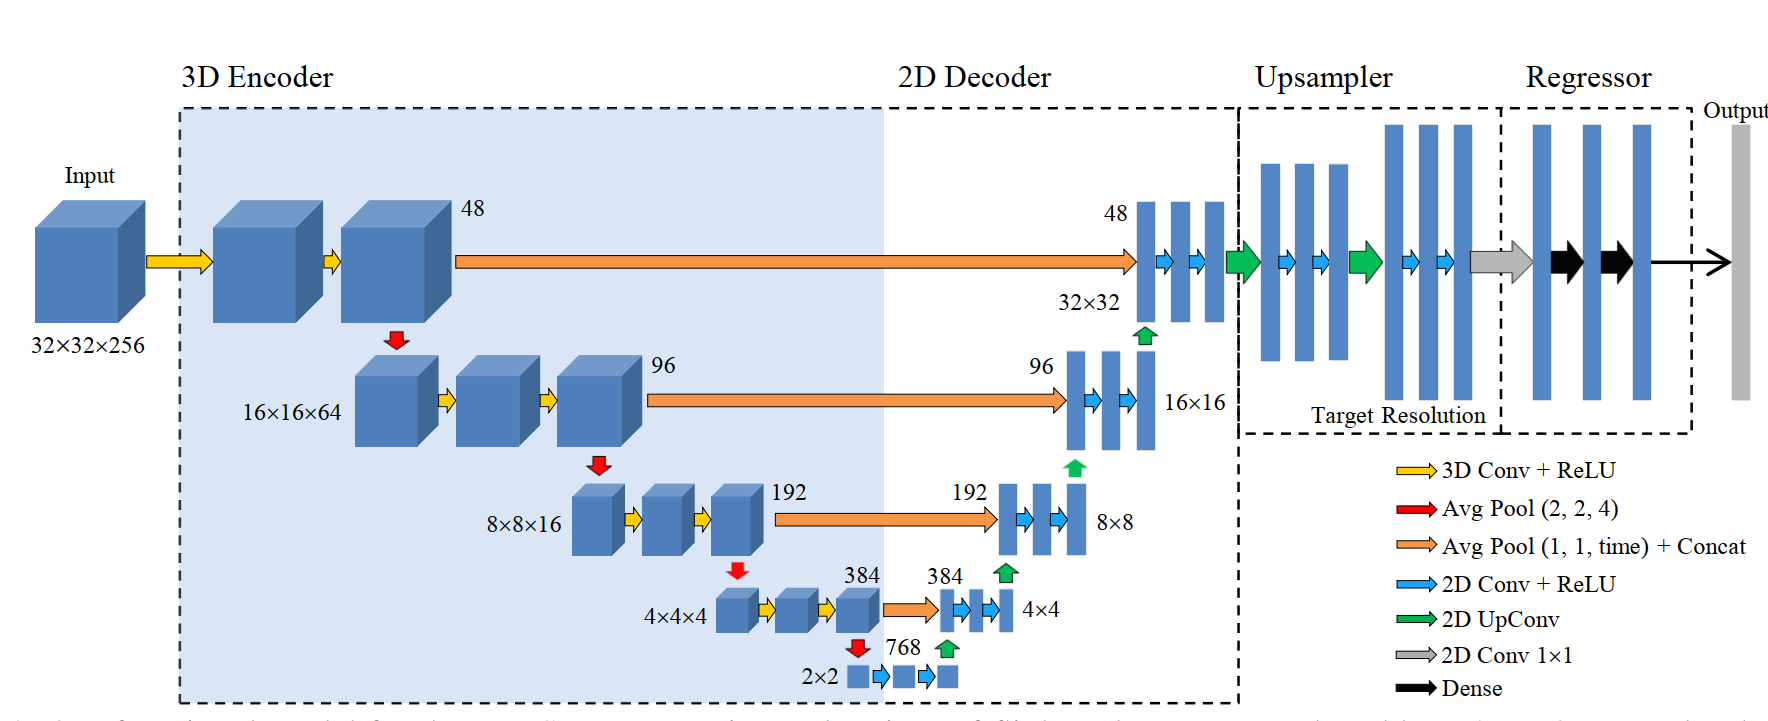 3D Encoder
2D Decoder
Upsampler
Regressor
Output
Input
48
48
32×32
32×32×256
96
96
16×16×64
16×16
Target Resolution
192
192
8×8×16
8×8
384
384
4×4×4
4×4
768
2×2
3D Conv + ReLU
Avg Pool (2, 2, 4)
Avg Pool (1, 1, time) + Concat
2D Conv + ReLU
2D UpConv
2D Conv 1×1
Dense